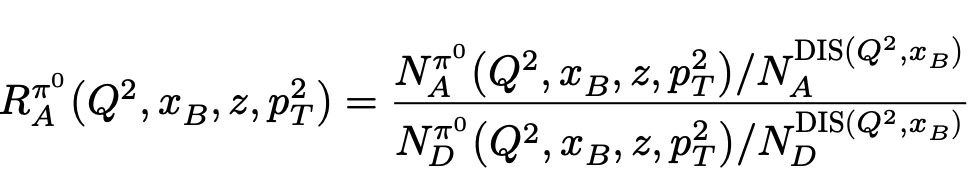 $R_A^{\pi^0}(Q^2, x_B, z, p_T^2) = \frac{N_A^{\pi^0}(Q^2, x_B, z, p_T^2)/N_A^{\mathrm{DIS}(Q^2, x_B)}}{N_D^{\pi^0}(Q^2, x_B, z, p_T^2)/N_D^{\mathrm{DIS}(Q^2, x_B)}}$